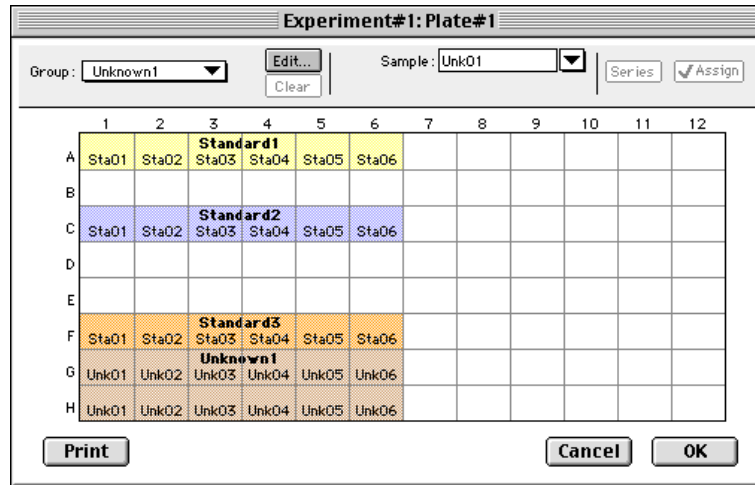 Experiment#1: Plate#1
Group: Unknown1 Edit... Sample: Unk01 Series Assign
Clear
1 2 3 4 5 6 7 8 9 10 11 12
Standard1
A Sta01 Sta02 Sta03 Sta04 Sta05 Sta06
B
Standard2
C Sta01 Sta02 Sta03 Sta04 Sta05 Sta06
D
E
Standard3
F Sta01 Sta02 Sta03 Sta04 Sta05 Sta06
Unknown1
G Unk01 Unk02 Unk03 Unk04 Unk05 Unk06
H Unk01 Unk02 Unk03 Unk04 Unk05 Unk06
Print Cancel OK